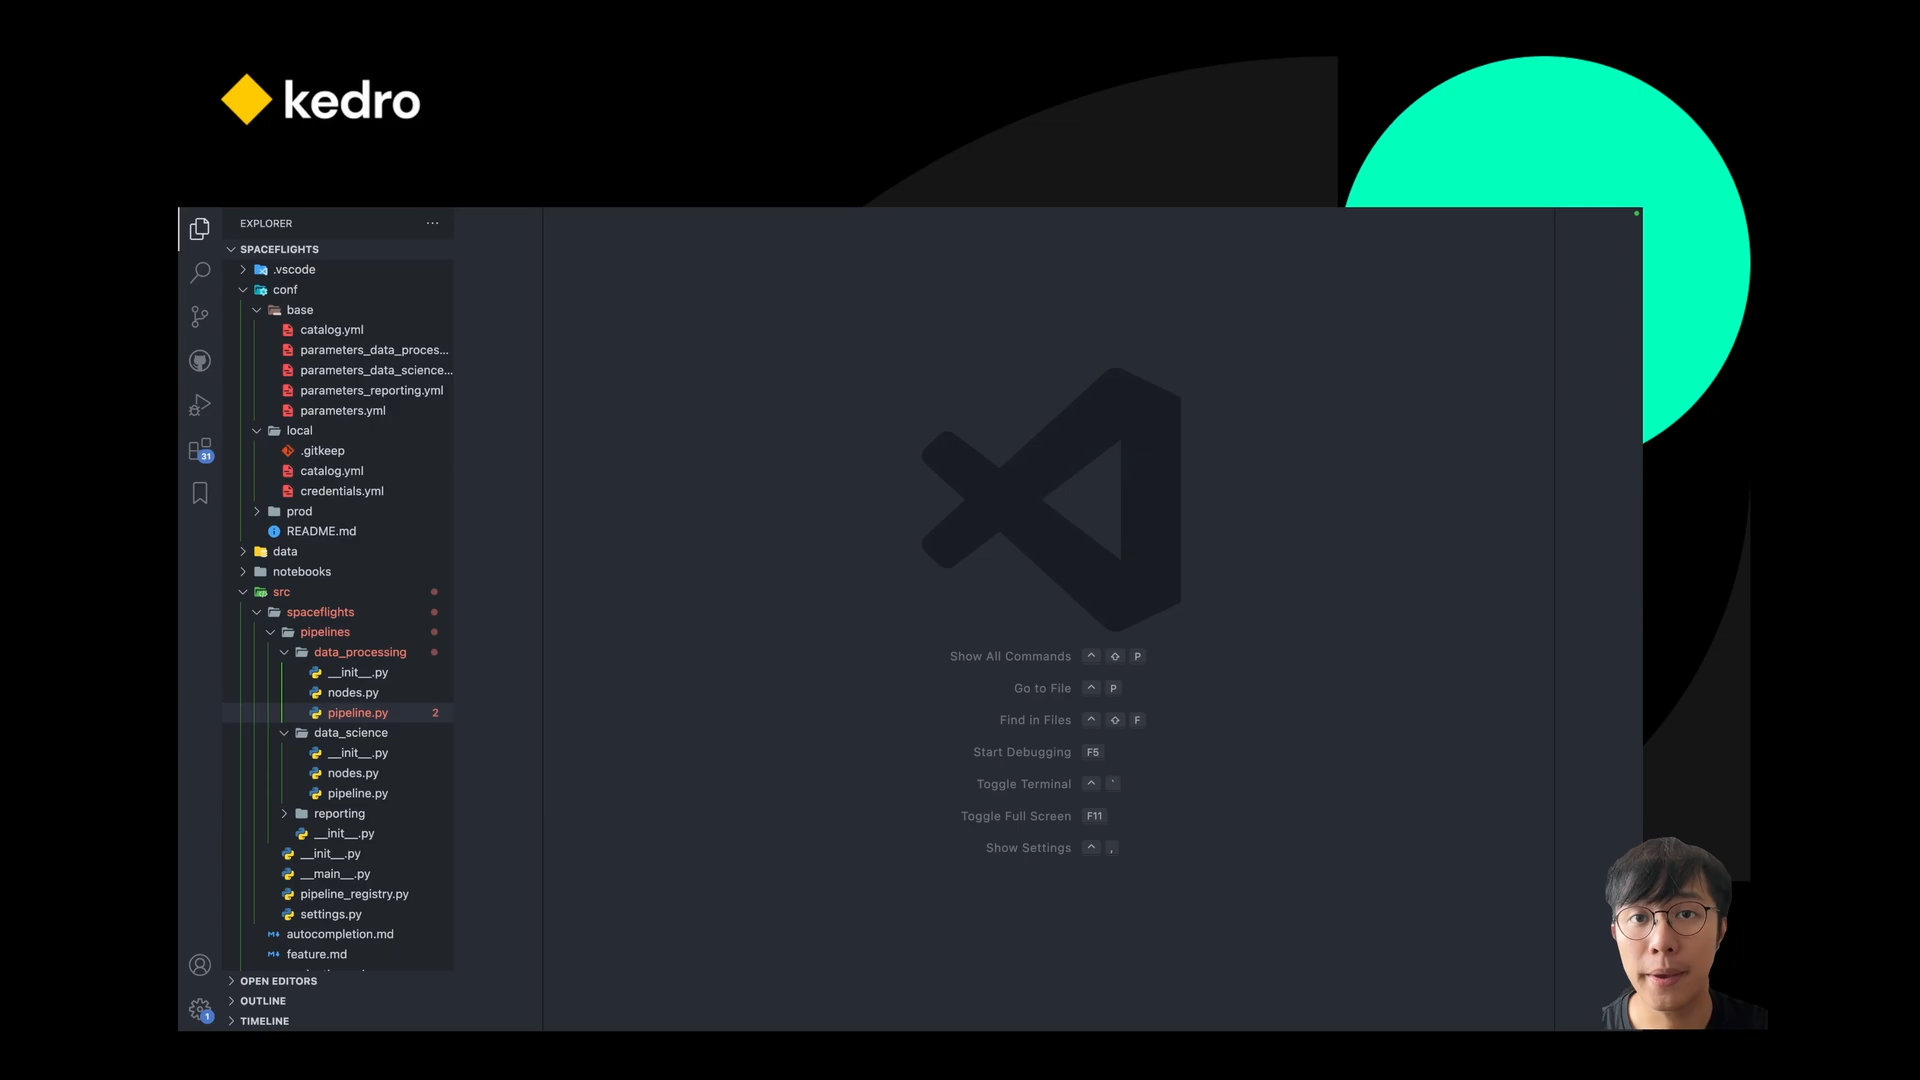 kedro
EXPLORER ...
SPACEFLIGHTS
.vscode
conf
base
catalog.yml
parameters_data_proces...
parameters_data_science...
parameters_reporting.yml
parameters.yml
local
.gitkeep
catalog.yml
credentials.yml
prod
README.md
data
notebooks
src
spaceflights
pipelines
data_processing
__init__.py
nodes.py
pipeline.py 2
data_science
__init__.py
nodes.py
pipeline.py
reporting
__init__.py
__init__.py
__main__.py
pipeline_registry.py
settings.py
autocompletion.md
feature.md
OPEN EDITORS
OUTLINE
TIMELINE
31
1
Show All Commands ^ ⇧ P
Go to File ^ P
Find in Files ^ ⇧ F
Start Debugging F5
Toggle Terminal ^ `
Toggle Full Screen F11
Show Settings ^ ,